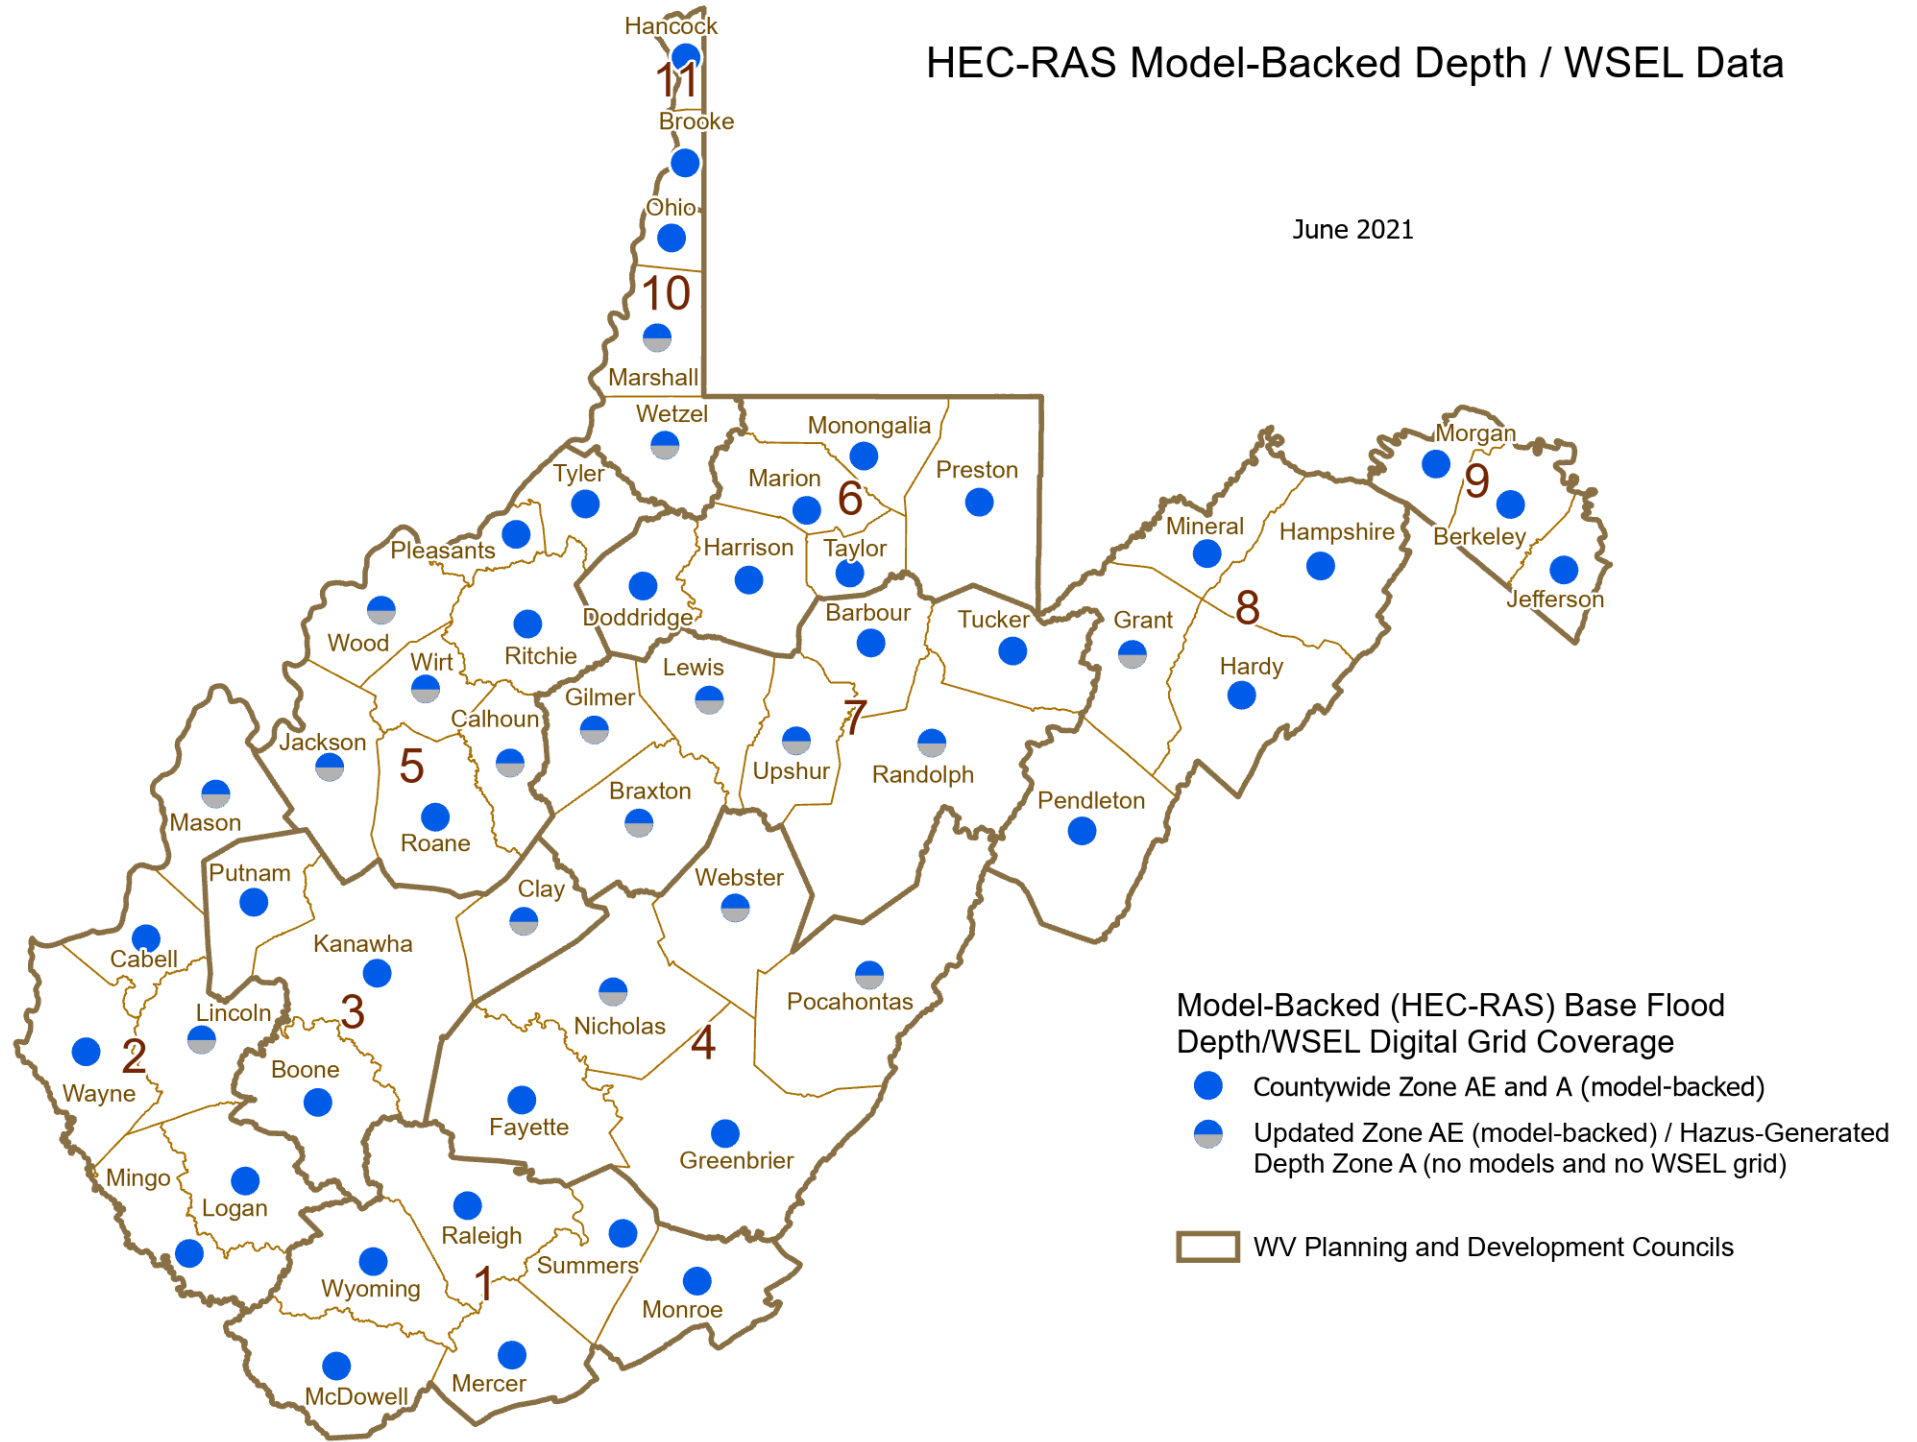 HEC-RAS Model-Backed Depth / WSEL Data
June 2021
Hancock
11
Brooke
Ohio
10
Marshall
Wetzel
Monongalia
Marion
6
Preston
Tyler
Pleasants
Harrison
Taylor
Doddridge
Wood
Ritchie
Wirt
Calhoun
Jackson
5
Roane
Barbour
Tucker
Lewis
Gilmer
7
Upshur
Randolph
Braxton
Mineral
Hampshire
Grant
8
Hardy
Pendleton
Morgan
9
Berkeley
Jefferson
Mason
Putnam
Cabell
Kanawha
Clay
Webster
Lincoln
3
2
Wayne
Boone
Nicholas
4
Pocahontas
Fayette
Greenbrier
Mingo
Logan
Raleigh
Summers
Wyoming
1
Monroe
McDowell
Mercer
Model-Backed (HEC-RAS) Base Flood
Depth/WSEL Digital Grid Coverage
Countywide Zone AE and A (model-backed)
Updated Zone AE (model-backed) / Hazus-Generated
Depth Zone A (no models and no WSEL grid)
WV Planning and Development Councils